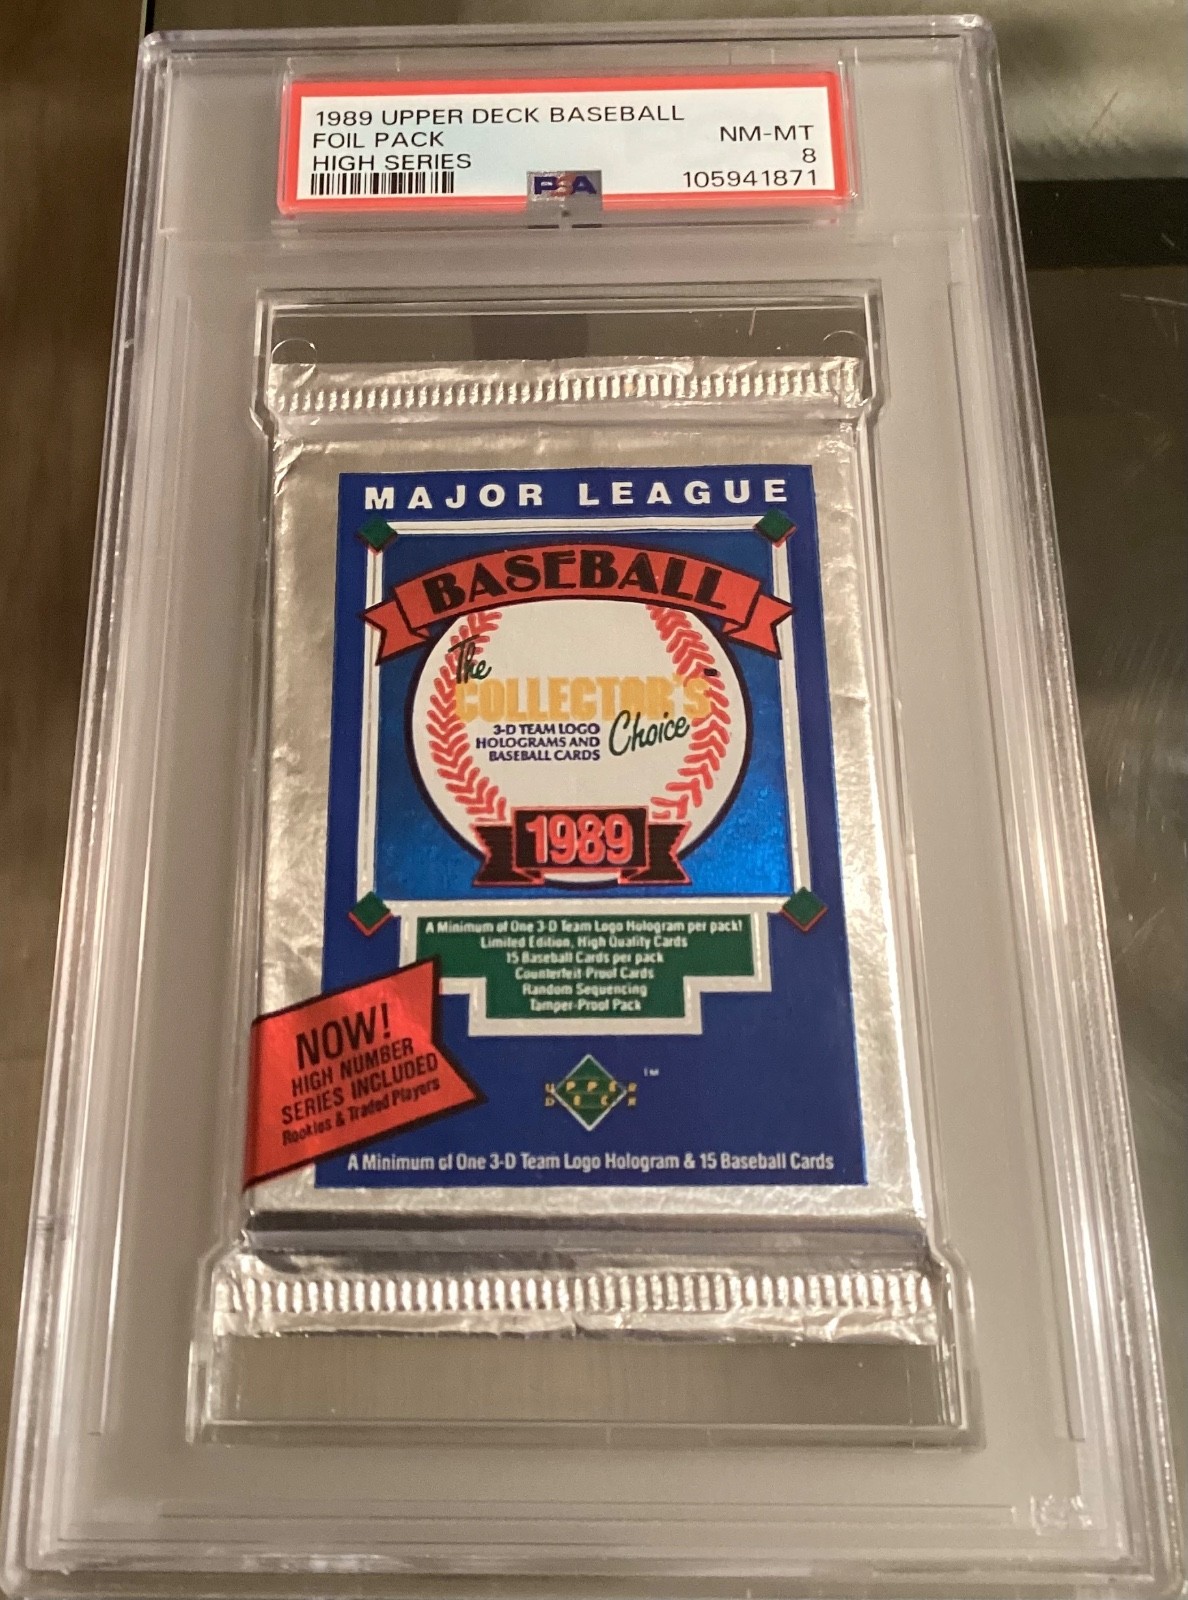 1989 UPPER DECK BASEBALL
FOIL PACK
NM-MT
HIGH SERIES
8
PSA
105941871
MAJOR LEAGUE
BASEBALL
The
COLLECTOR'S
Choice
3-D TEAM LOGO
HOLOGRAMS AND
BASEBALL CARDS
1989
A Minimum of One 3-D Team Logo Hologram per pack!
Limited Edition, High Quality Cards
15 Baseball Cards per pack
Counterfeit-Proof Cards
Random Sequencing
Tamper-Proof Pack
NOW!
HIGH NUMBER
SERIES INCLUDED
Rookies & Traded Players
UPPER
DECK
TM
A Minimum of One 3-D Team Logo Hologram & 15 Baseball Cards